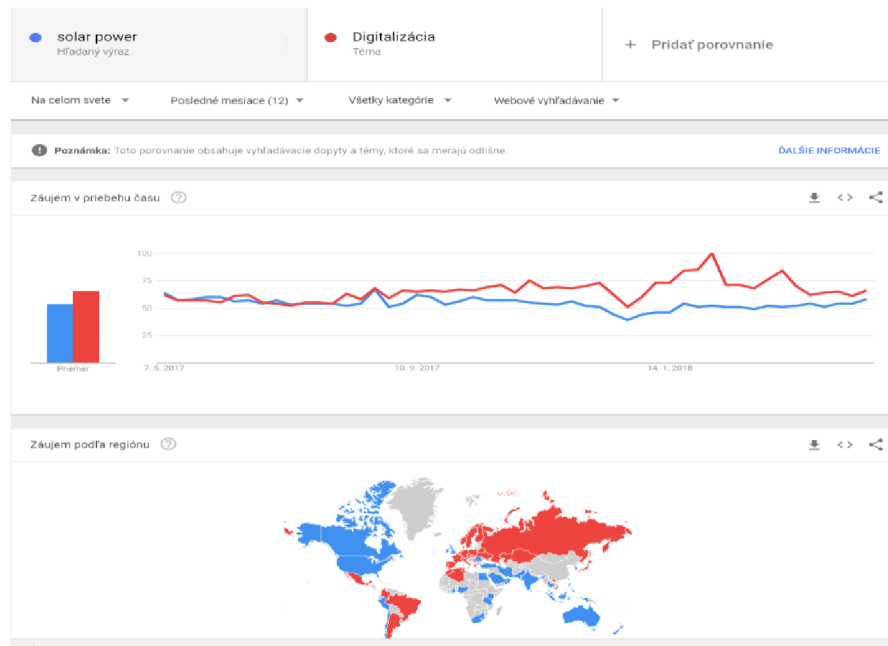 solar power
Hľadaný výraz
Digitalizácia
Téma
+ Pridať porovnanie
Na celom svete
Posledné mesiace (12)
Všetky kategórie
Webové vyhľadávanie
Poznámka: Toto porovnanie obsahuje vyhľadávacie dopyty a témy, ktoré sa merajú odlišne.
ĎALŠIE INFORMÁCIE
Záujem v priebehu času
100
75
50
25
Priemer
7. 5. 2017
10. 9. 2017
14. 1. 2018
Záujem podľa regiónu